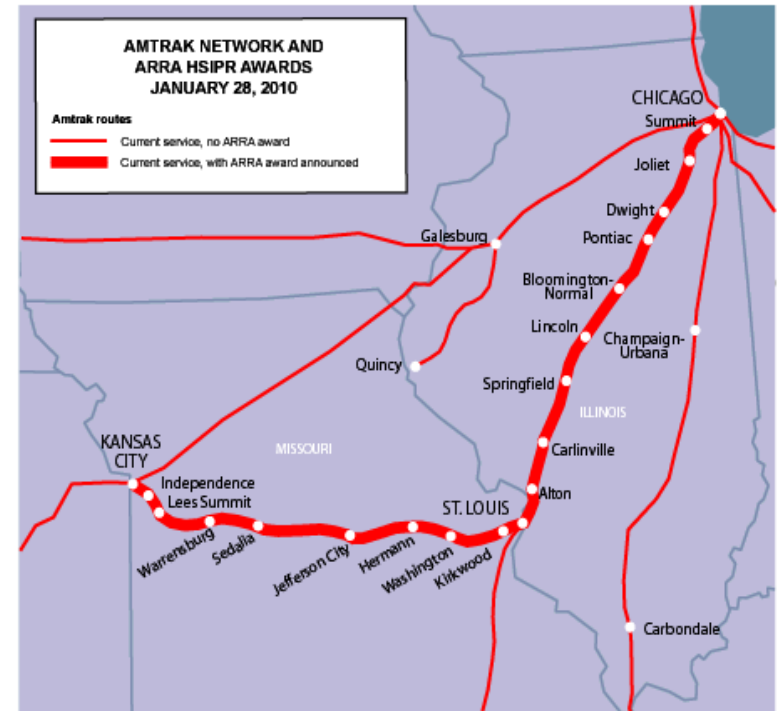 AMTRAK NETWORK AND
ARRA HSIPR AWARDS
JANUARY 28, 2010
Amtrak routes
Current service, no ARRA award
Current service, with ARRA award announced
CHICAGO
Summit
Joliet
Dwight
Galesburg
Pontiac
Bloomington-
Normal
Lincoln
Champaign-
Urbana
Quincy
Springfield
ILLINOIS
KANSAS
CITY
MISSOURI
Carlinville
Independence
Lees Summit
ST. LOUIS
Alton
Warrensburg
Sedalia
Jefferson City
Hermann
Washington
Kirkwood
Carbondale